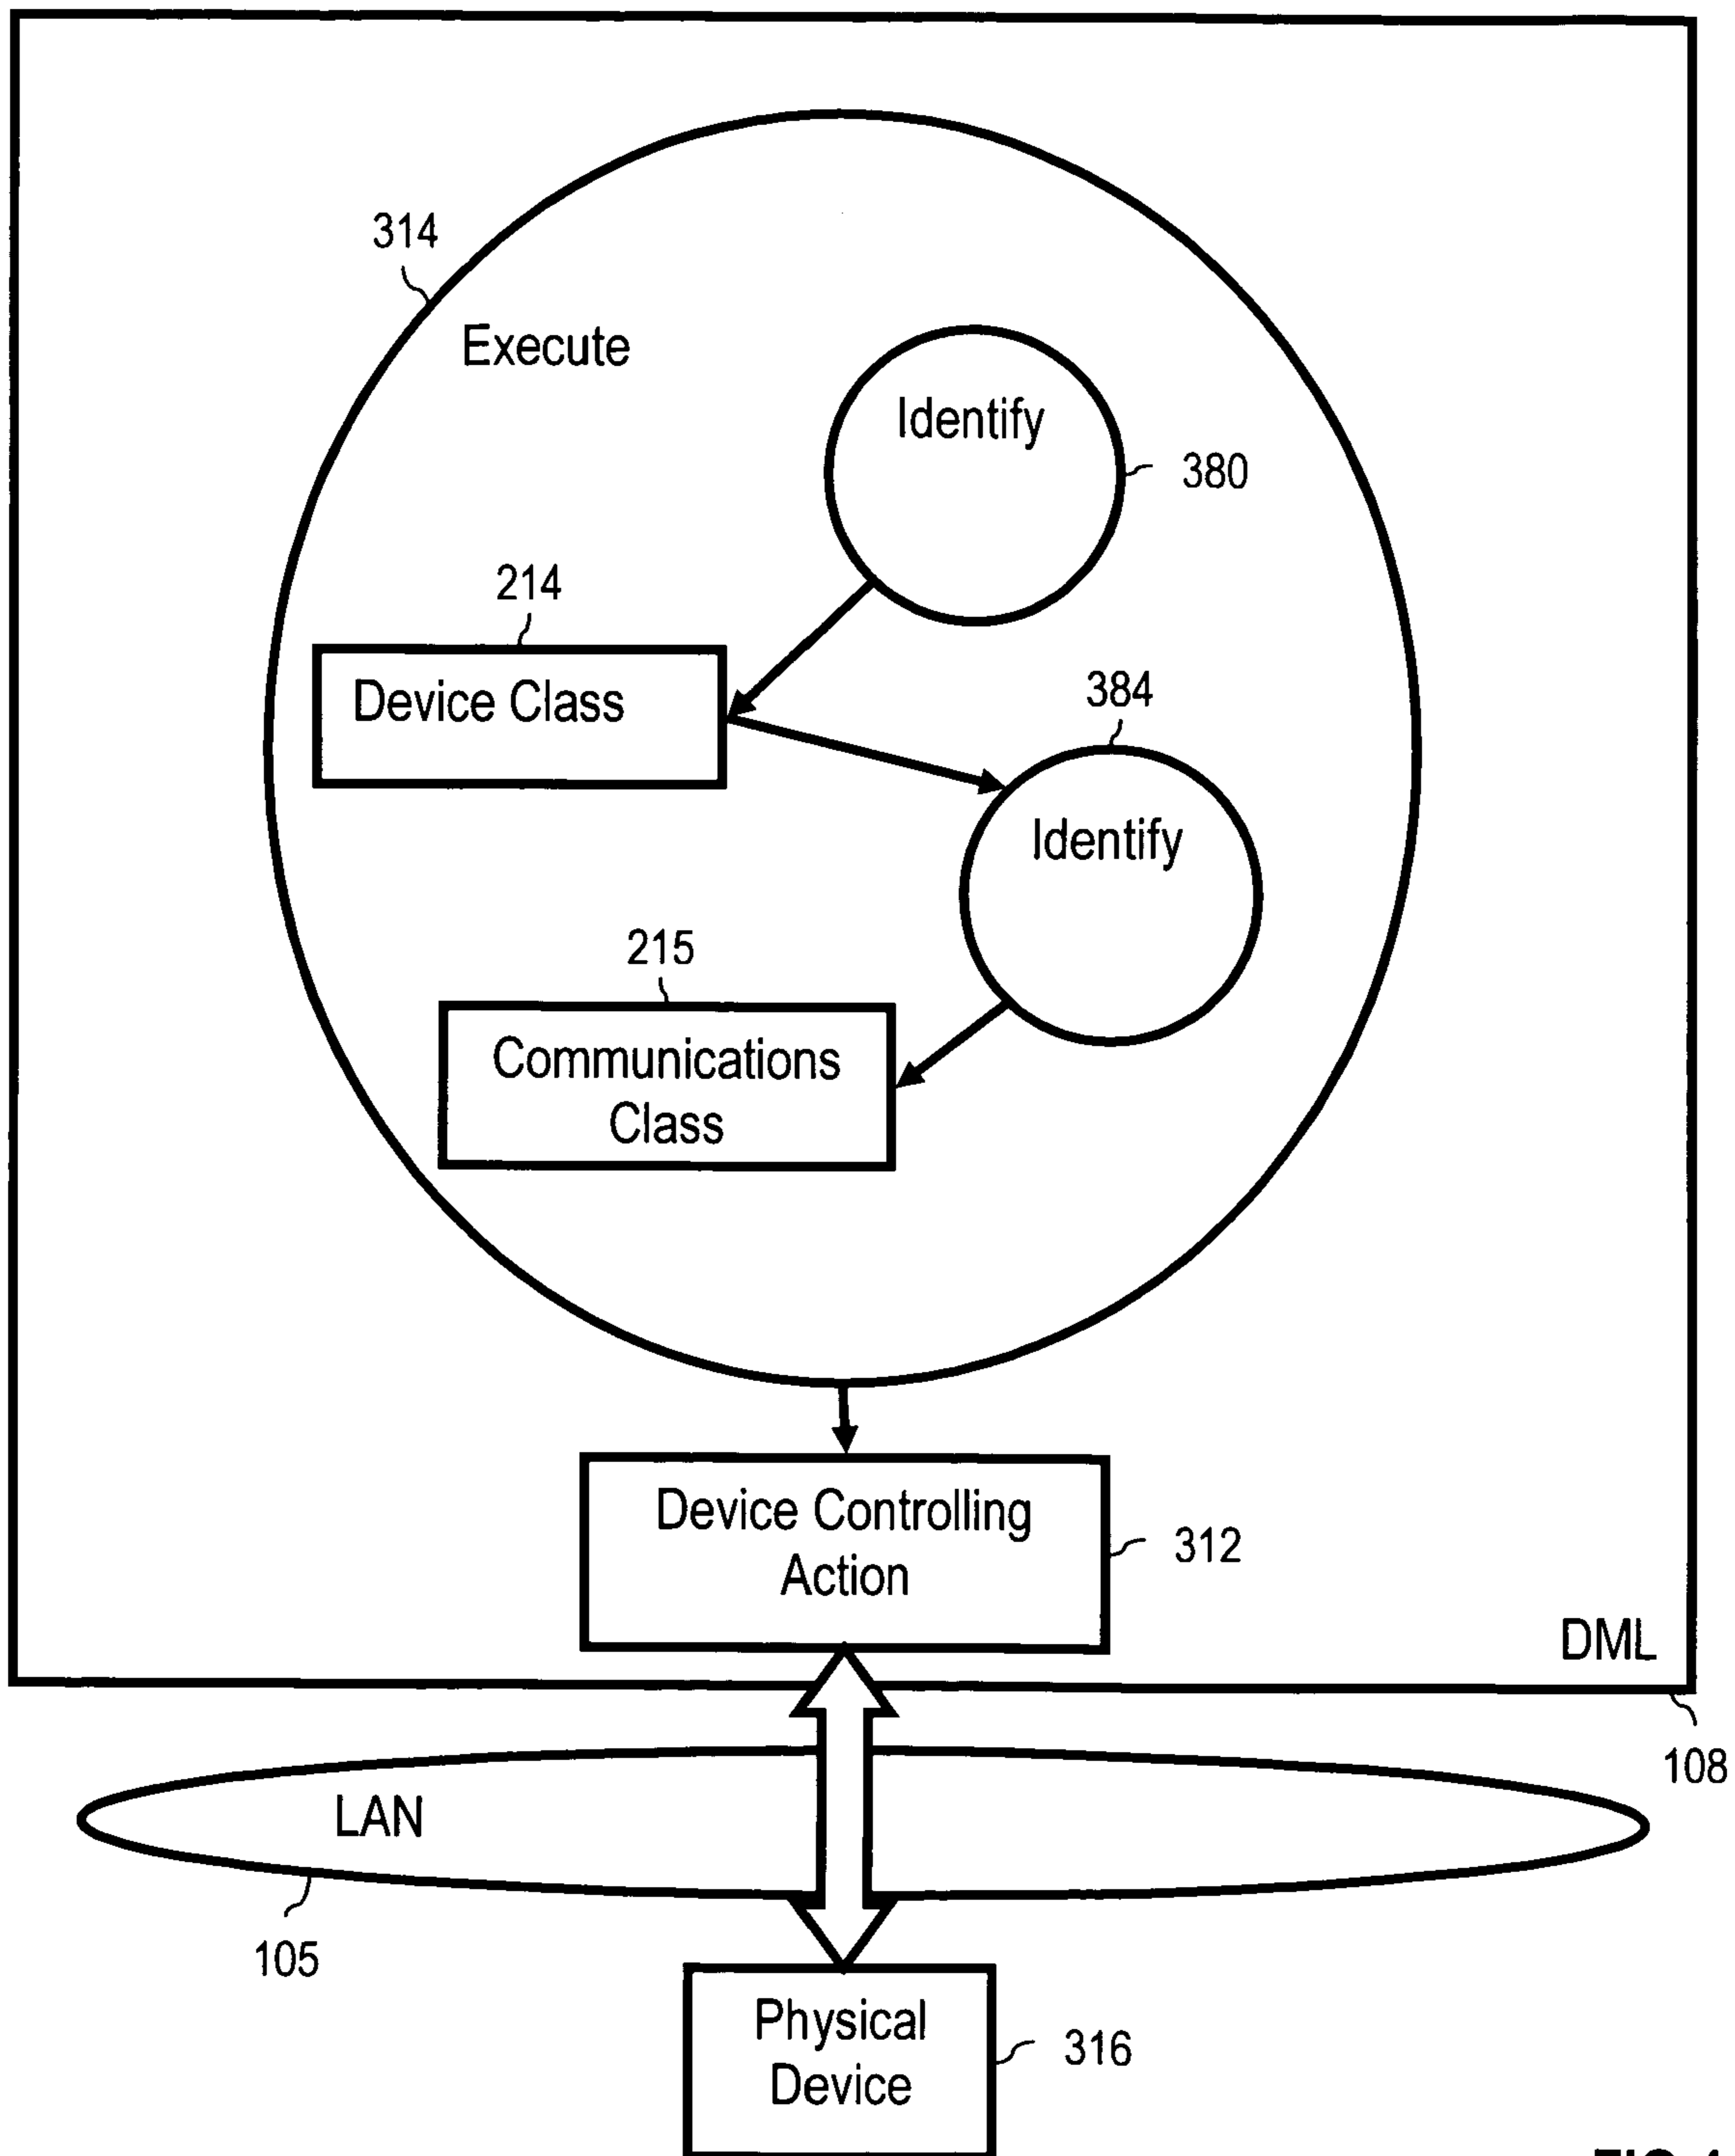 314
Execute
Identify
380
214
Device Class
384
Identify
215
Communications
Class
Device Controlling
Action
312
DML
108
LAN
105
Physical
Device
316